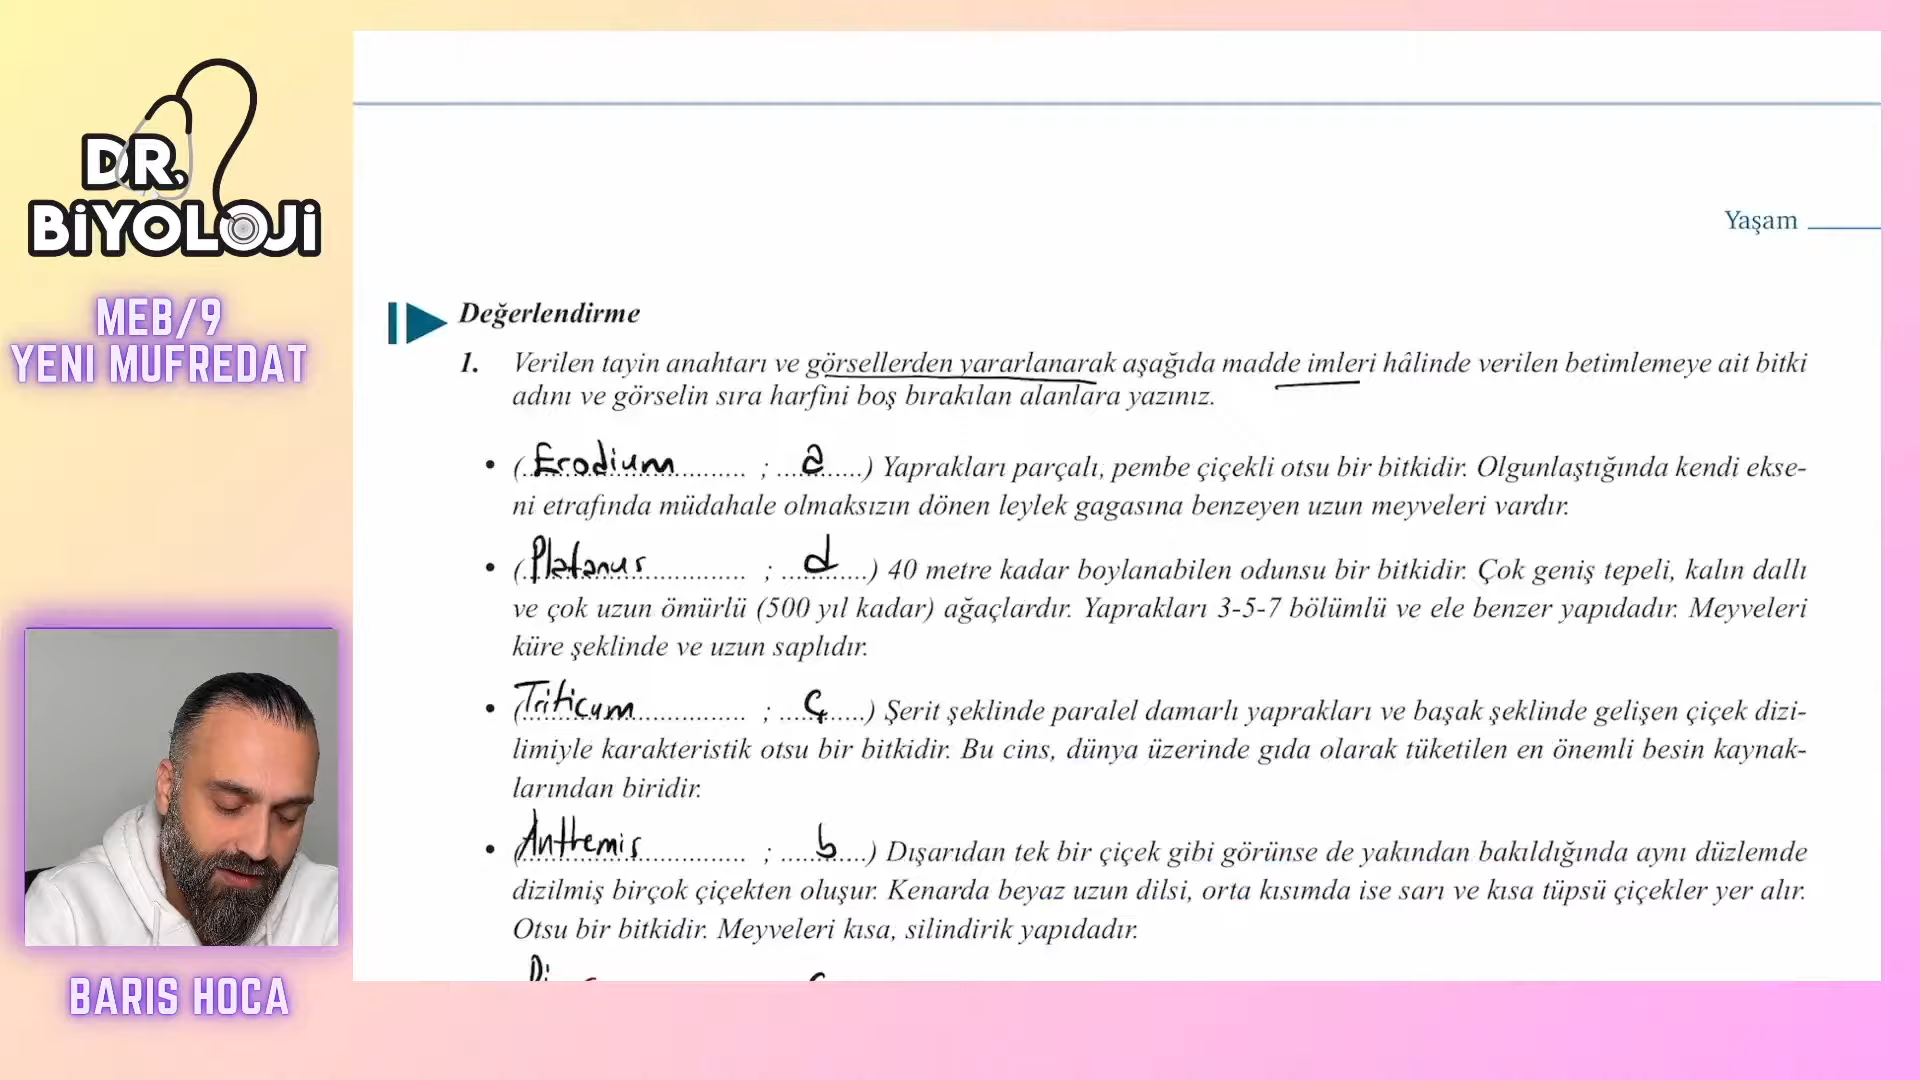 DR.
BİYOLOJİ
MEB/9
YENI MUFREDAT
BARIS HOCA
Yaşam
Değerlendirme
1. Verilen tayin anahtarı ve görsellerden yararlanarak aşağıda madde imleri hâlinde verilen betimlemeye ait bitki
adını ve görselin sıra harfini boş bırakılan alanlara yazınız.
• (Erodium ; a) Yaprakları parçalı, pembe çiçekli otsu bir bitkidir. Olgunlaştığında kendi ekse-
ni etrafında müdahale olmaksızın dönen leylek gagasına benzeyen uzun meyveleri vardır.
• (Platanus ; d) 40 metre kadar boylanabilen odunsu bir bitkidir. Çok geniş tepeli, kalın dallı
ve çok uzun ömürlü (500 yıl kadar) ağaçlardır. Yaprakları 3-5-7 bölümlü ve ele benzer yapıdadır. Meyveleri
küre şeklinde ve uzun saplıdır.
• (Triticum ; ç) Şerit şeklinde paralel damarlı yaprakları ve başak şeklinde gelişen çiçek dizi-
limiyle karakteristik otsu bir bitkidir. Bu cins, dünya üzerinde gıda olarak tüketilen en önemli besin kaynak-
larından biridir.
• (Anthemis ; b) Dışarıdan tek bir çiçek gibi görünse de yakından bakıldığında aynı düzlemde
dizilmiş birçok çiçekten oluşur. Kenarda beyaz uzun dilsi, orta kısımda ise sarı ve kısa tüpsü çiçekler yer alır.
Otsu bir bitkidir. Meyveleri kısa, silindirik yapıdadır.